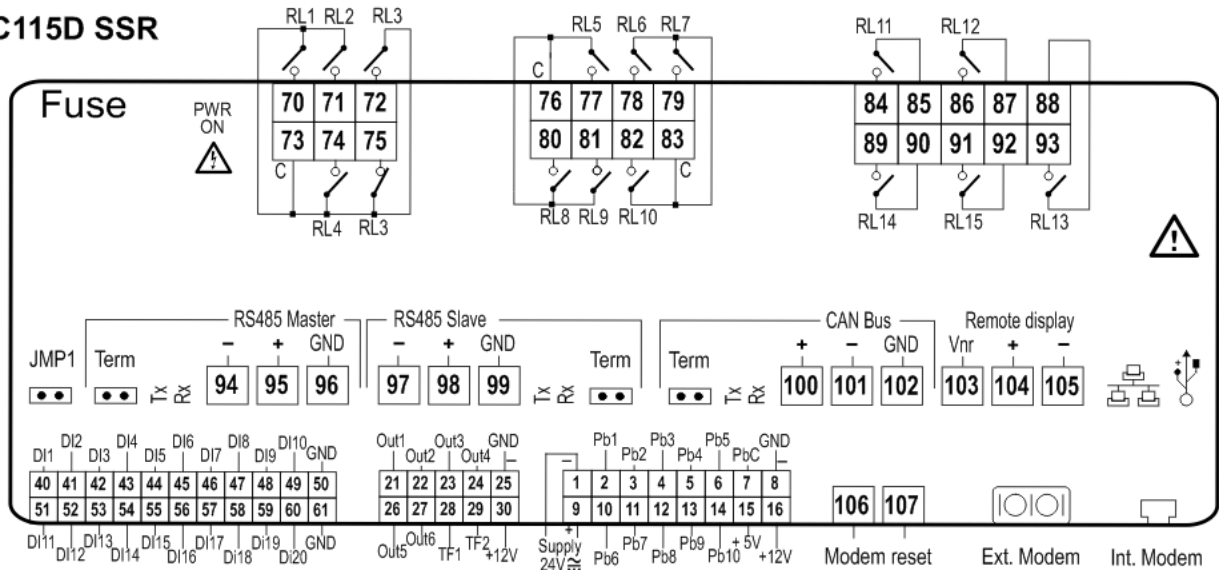 C115D SSR
RL1 RL2 RL3
RL5 RL6 RL7
RL11 RL12
Fuse
PWR
ON
C
70 71 72
73 74 75
C
76 77 78 79
80 81 82 83
C
84 85 86 87 88
89 90 91 92 93
RL4 RL3
RL8 RL9 RL10
RL14 RL15 RL13
RS485 Master RS485 Slave CAN Bus Remote display
JMP1 Term - + GND - + GND Term Term + - GND Vnr + -
Tx Rx 94 95 96 97 98 99 Tx Rx Tx Rx 100 101 102 103 104 105
DI2 DI4 DI6 DI8 DI10
DI1 DI3 DI5 DI7 DI9 GND
40 41 42 43 44 45 46 47 48 49 50
51 52 53 54 55 56 57 58 59 60 61
DI11 DI13 DI15 DI17 Di19 GND
DI12 DI14 DI16 Di18 Di20
Out1 Out3 GND
Out2 Out4 -
21 22 23 24 25
26 27 28 29 30
Out6 TF2
Out5 TF1 +12V
Pb1 Pb3 Pb5 GND
- Pb2 Pb4 PbC -
1 2 3 4 5 6 7 8
9 10 11 12 13 14 15 16
+ Pb7 Pb9 + 5V
Supply Pb6 Pb8 Pb10 +12V
24V
106 107
Modem reset Ext. Modem Int. Modem